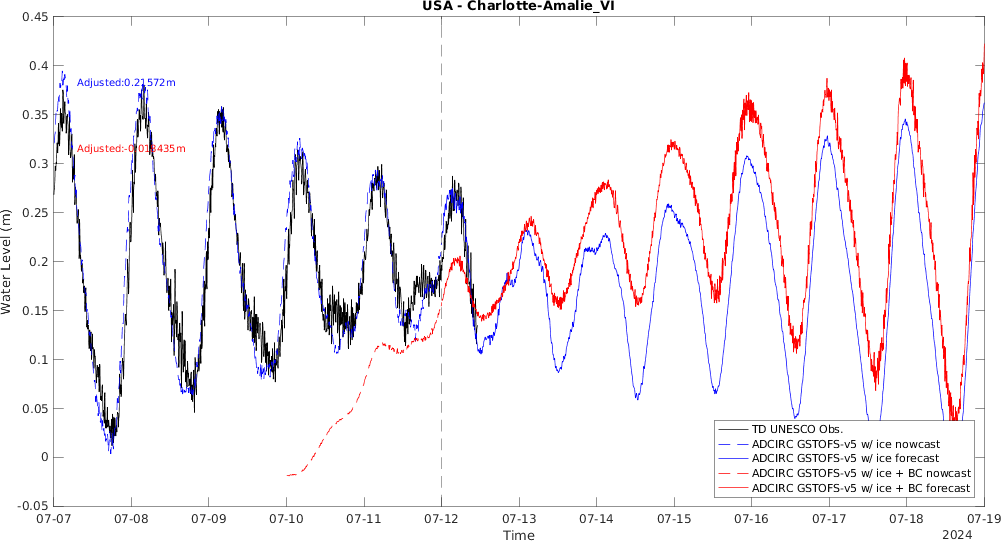 USA - Charlotte-Amalie_VI
0.45
0.4
0.35
0.3
0.25
0.2
0.15
0.1
0.05
0
-0.05
Water Level (m)
Adjusted:0.21572m
Adjusted:-0.018435m
TD UNESCO Obs.
ADCIRC GSTOFS-v5 w/ ice nowcast
ADCIRC GSTOFS-v5 w/ ice forecast
ADCIRC GSTOFS-v5 w/ ice + BC nowcast
ADCIRC GSTOFS-v5 w/ ice + BC forecast
07-07 07-08 07-09 07-10 07-11 07-12 07-13 07-14 07-15 07-16 07-17 07-18 07-19
Time
2024